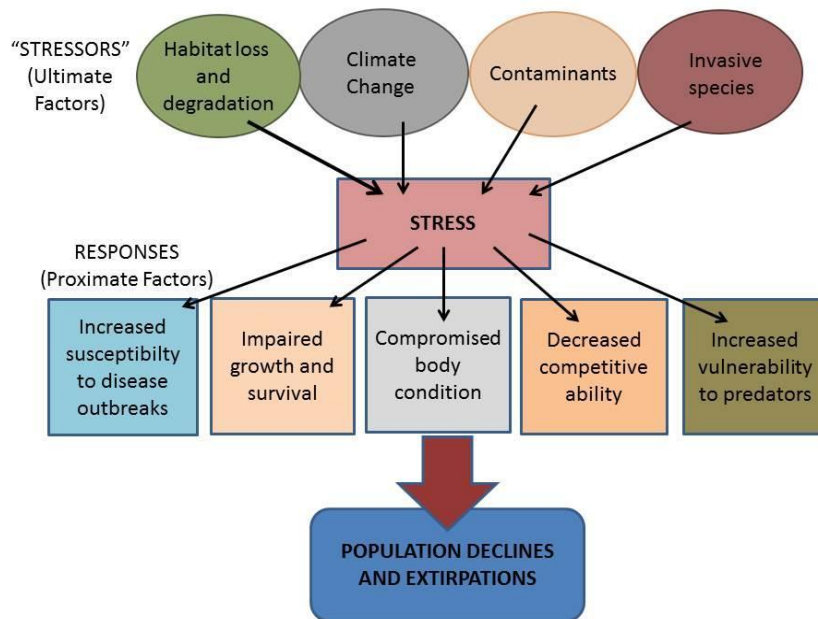 “STRESSORS”
(Ultimate
Factors)
Habitat loss
and
degradation
Climate
Change
Contaminants
Invasive
species
STRESS
RESPONSES
(Proximate Factors)
Increased
susceptibilty
to disease
outbreaks
Impaired
growth and
survival
Compromised
body
condition
Decreased
competitive
ability
Increased
vulnerability
to predators
POPULATION DECLINES
AND EXTIRPATIONS